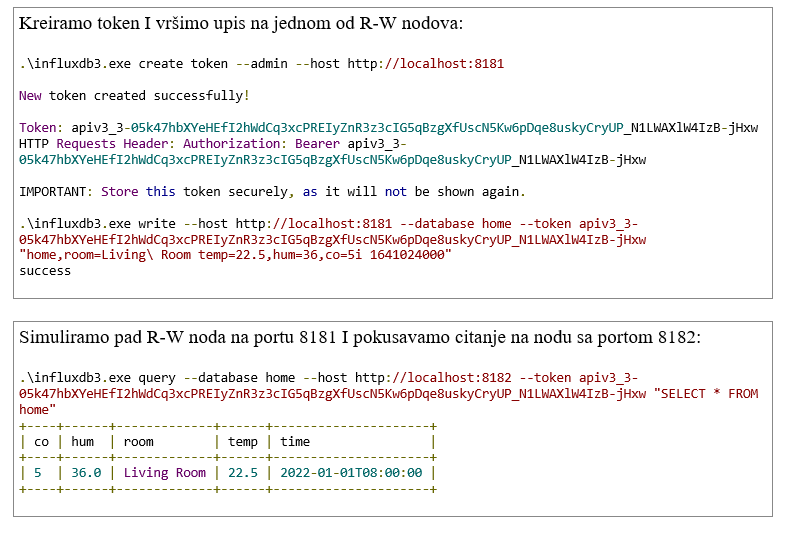 Kreiramo token I vršimo upis na jednom od R-W nodova:
.\influxdb3.exe create token --admin --host http://localhost:8181
New token created successfully!
Token: apiv3_3-05k47hbXYeHEfI2hWdCq3xcPREIyZnR3z3cIG5qBzgXfUscN5Kw6pDqe8uskyCryUP_N1LWAXlW4IzB-jHxw
HTTP Requests Header: Authorization: Bearer apiv3_3-
05k47hbXYeHEfI2hWdCq3xcPREIyZnR3z3cIG5qBzgXfUscN5Kw6pDqe8uskyCryUP_N1LWAXlW4IzB-jHxw
IMPORTANT: Store this token securely, as it will not be shown again.
.\influxdb3.exe write --host http://localhost:8181 --database home --token apiv3_3-
05k47hbXYeHEfI2hWdCq3xcPREIyZnR3z3cIG5qBzgXfUscN5Kw6pDqe8uskyCryUP_N1LWAXlW4IzB-jHxw
"home,room=Living\ Room temp=22.5,hum=36,co=5i 1641024000"
success
Simuliramo pad R-W noda na portu 8181 I pokusavamo citanje na nodu sa portom 8182:
.\influxdb3.exe query --database home --host http://localhost:8182 --token apiv3_3-
05k47hbXYeHEfI2hWdCq3xcPREIyZnR3z3cIG5qBzgXfUscN5Kw6pDqe8uskyCryUP_N1LWAXlW4IzB-jHxw "SELECT * FROM
home"
+----+------+-------------+------+---------------------+
| co | hum  | room        | temp | time                |
+----+------+-------------+------+---------------------+
| 5  | 36.0 | Living Room | 22.5 | 2022-01-01T08:00:00 |
+----+------+-------------+------+---------------------+